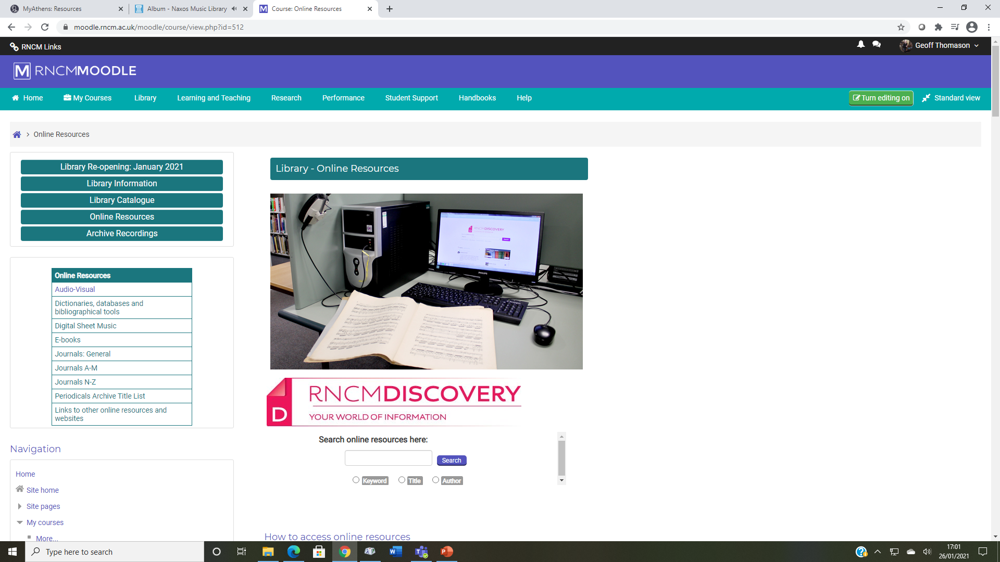 MyAthens: Resources
Album - Naxos Music Library
Course: Online Resources
moodle.rncm.ac.uk/moodle/course/view.php?id=512
RNCM Links
Geoff Thomason
M RNCMMOODLE
Home
My Courses
Library
Learning and Teaching
Research
Performance
Student Support
Handbooks
Help
Turn editing on
Standard view
Online Resources
Library Re-opening: January 2021
Library Information
Library Catalogue
Online Resources
Archive Recordings
Online Resources
Audio-Visual
Dictionaries, databases and
bibliographical tools
Digital Sheet Music
E-books
Journals: General
Journals A-M
Journals N-Z
Periodicals Archive Title List
Links to other online resources and
websites
Navigation
Home
Site home
Site pages
My courses
More...
Library - Online Resources
RNCMDISCOVERY
PHILIPS
D
RNCMDISCOVERY
YOUR WORLD OF INFORMATION
Search online resources here:
Search
Keyword
Title
Author
How to access online resources
Type here to search
17:01
26/01/2021